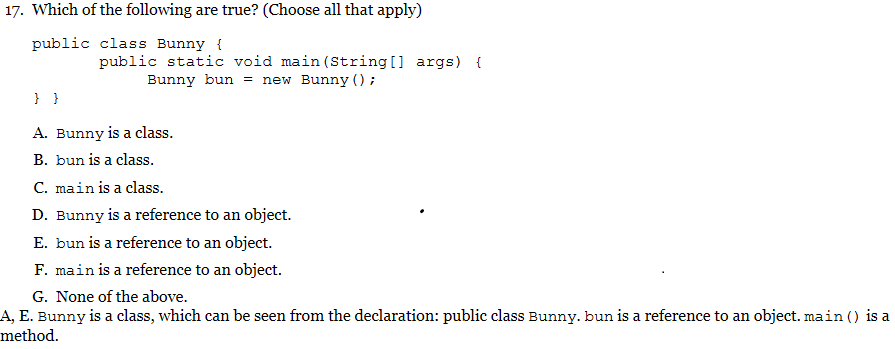 17. Which of the following are true? (Choose all that apply)
public class Bunny {
public static void main(String[] args) {
Bunny bun = new Bunny();
} }
A. Bunny is a class.
B. bun is a class.
C. main is a class.
D. Bunny is a reference to an object.
E. bun is a reference to an object.
F. main is a reference to an object.
G. None of the above.
A, E. Bunny is a class, which can be seen from the declaration: public class Bunny. bun is a reference to an object. main() is a
method.